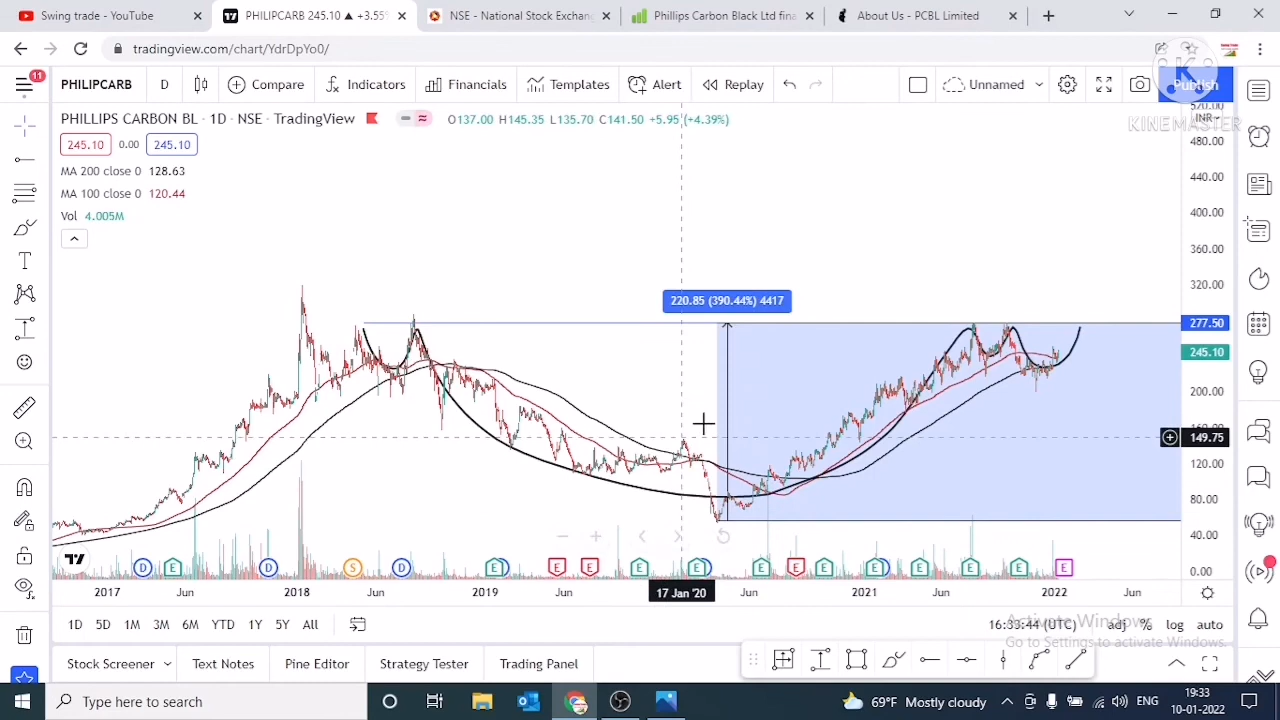 Swing trade - YouTube
PHILIPCARB 245.10 ▲ +3.55%
NSE - National Stock Exchang
Phillips Carbon Black Ltd fina
About Us - PCBL Limited
tradingview.com/chart/YdrDpYo0/
11
PHILIPCARB
D
Compare
Indicators
Financials
Templates
Alert
Replay
Unnamed
Publish
K
KINEMASTER
PHILLIPS CARBON BL · 1D · NSE · TradingView
O137.00 H145.35 L135.70 C141.50 +5.95 (+4.39%)
INR
245.10 0.00 245.10
MA 200 close 0 128.63
MA 100 close 0 120.44
Vol 4.005M
520.00
480.00
440.00
400.00
360.00
320.00
277.50
245.10
200.00
149.75
120.00
80.00
40.00
0.00
220.85 (390.44%) 4417
D E D S D E E E E E E E E E E E E E
2017 Jun 2018 Jun 2019 Jun 17 Jan '20 Jun 2021 Jun 2022 Jun
1D 5D 1M 3M 6M YTD 1Y 5Y All
16:33:44 (UTC) adj % log auto
Activate Windows
Go to Settings to activate Windows.
Stock Screener
Text Notes
Pine Editor
Strategy Tester
Trading Panel
Type here to search
69°F Mostly cloudy
ENG
19:33
10-01-2022